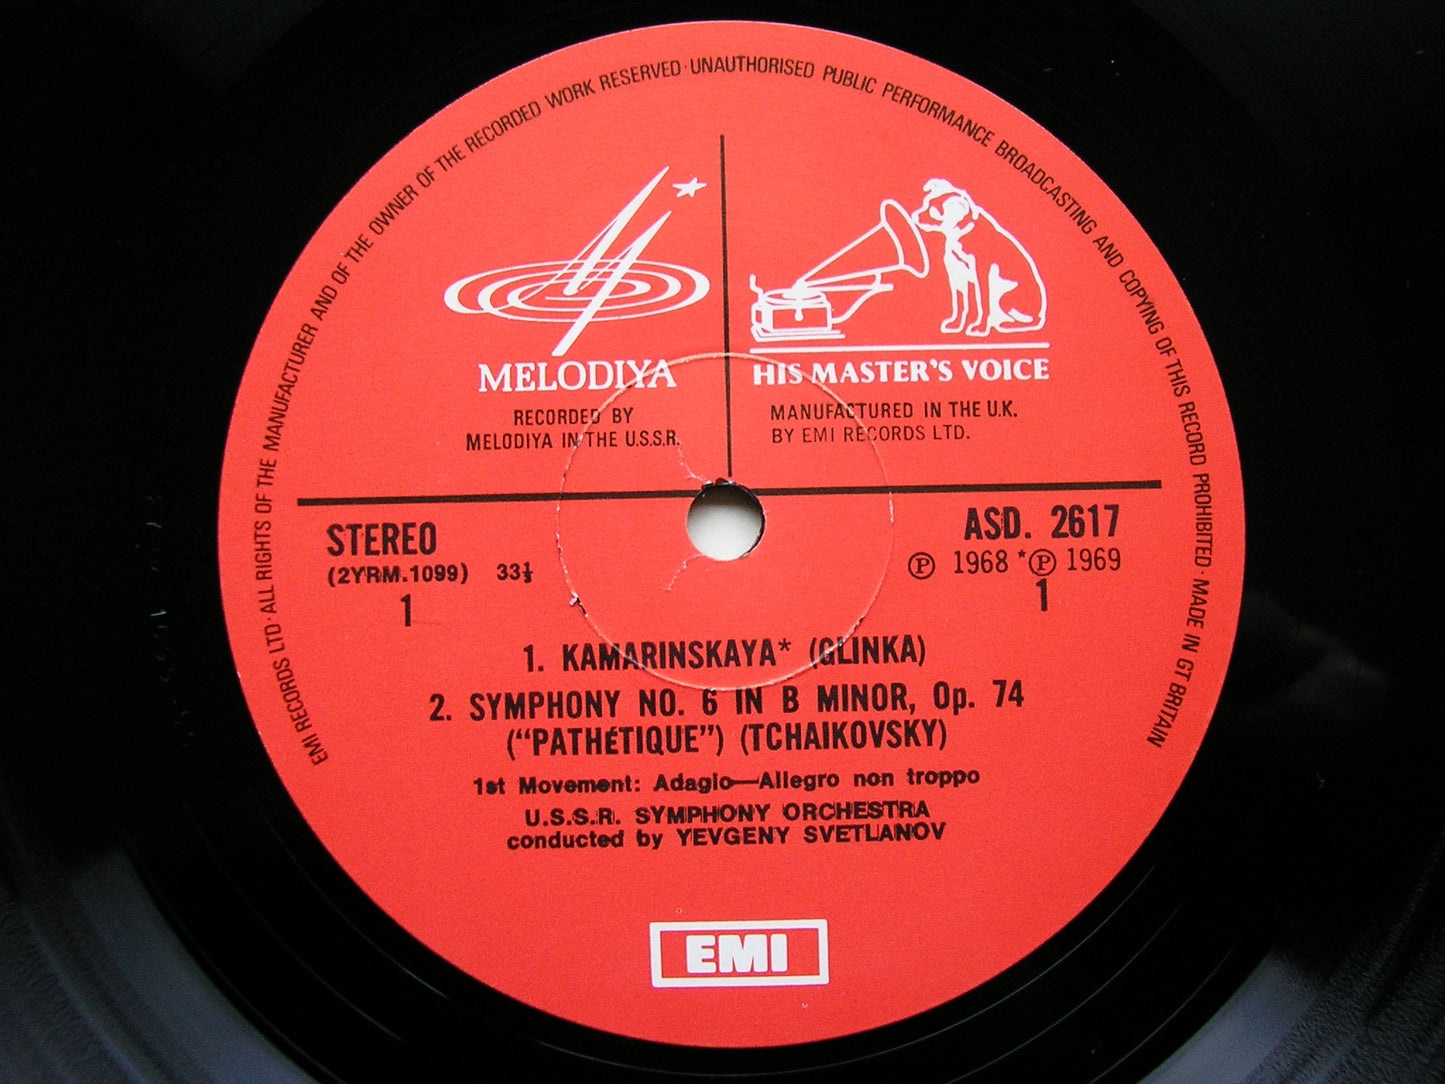 EMI RECORDS LTD · ALL RIGHTS OF THE MANUFACTURER AND OF THE OWNER OF THE RECORDED WORK RESERVED · UNAUTHORISED PUBLIC PERFORMANCE BROADCASTING AND COPYING OF THIS RECORD PROHIBITED · MADE IN GT BRITAIN
MELODIYA
RECORDED BY
MELODIYA IN THE U.S.S.R.
HIS MASTER'S VOICE
MANUFACTURED IN THE U.K.
BY EMI RECORDS LTD.
STEREO
(2YRM.1099) 33⅓
1
ASD. 2617
Ⓟ 1968 *Ⓟ 1969
1
1. KAMARINSKAYA* (GLINKA)
2. SYMPHONY NO. 6 IN B MINOR, Op. 74
("PATHÉTIQUE") (TCHAIKOVSKY)
1st Movement: Adagio—Allegro non troppo
U.S.S.R. SYMPHONY ORCHESTRA
conducted by YEVGENY SVETLANOV
EMI